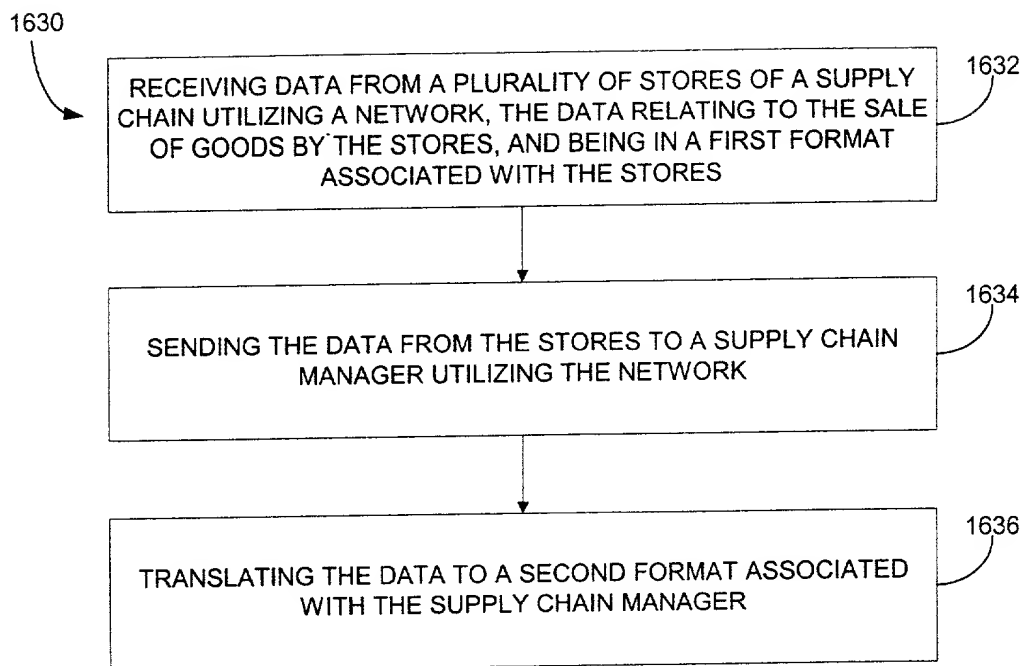 1630
RECEIVING DATA FROM A PLURALITY OF STORES OF A SUPPLY
CHAIN UTILIZING A NETWORK, THE DATA RELATING TO THE SALE
OF GOODS BY THE STORES, AND BEING IN A FIRST FORMAT
ASSOCIATED WITH THE STORES
1632
SENDING THE DATA FROM THE STORES TO A SUPPLY CHAIN
MANAGER UTILIZING THE NETWORK
1634
TRANSLATING THE DATA TO A SECOND FORMAT ASSOCIATED
WITH THE SUPPLY CHAIN MANAGER
1636